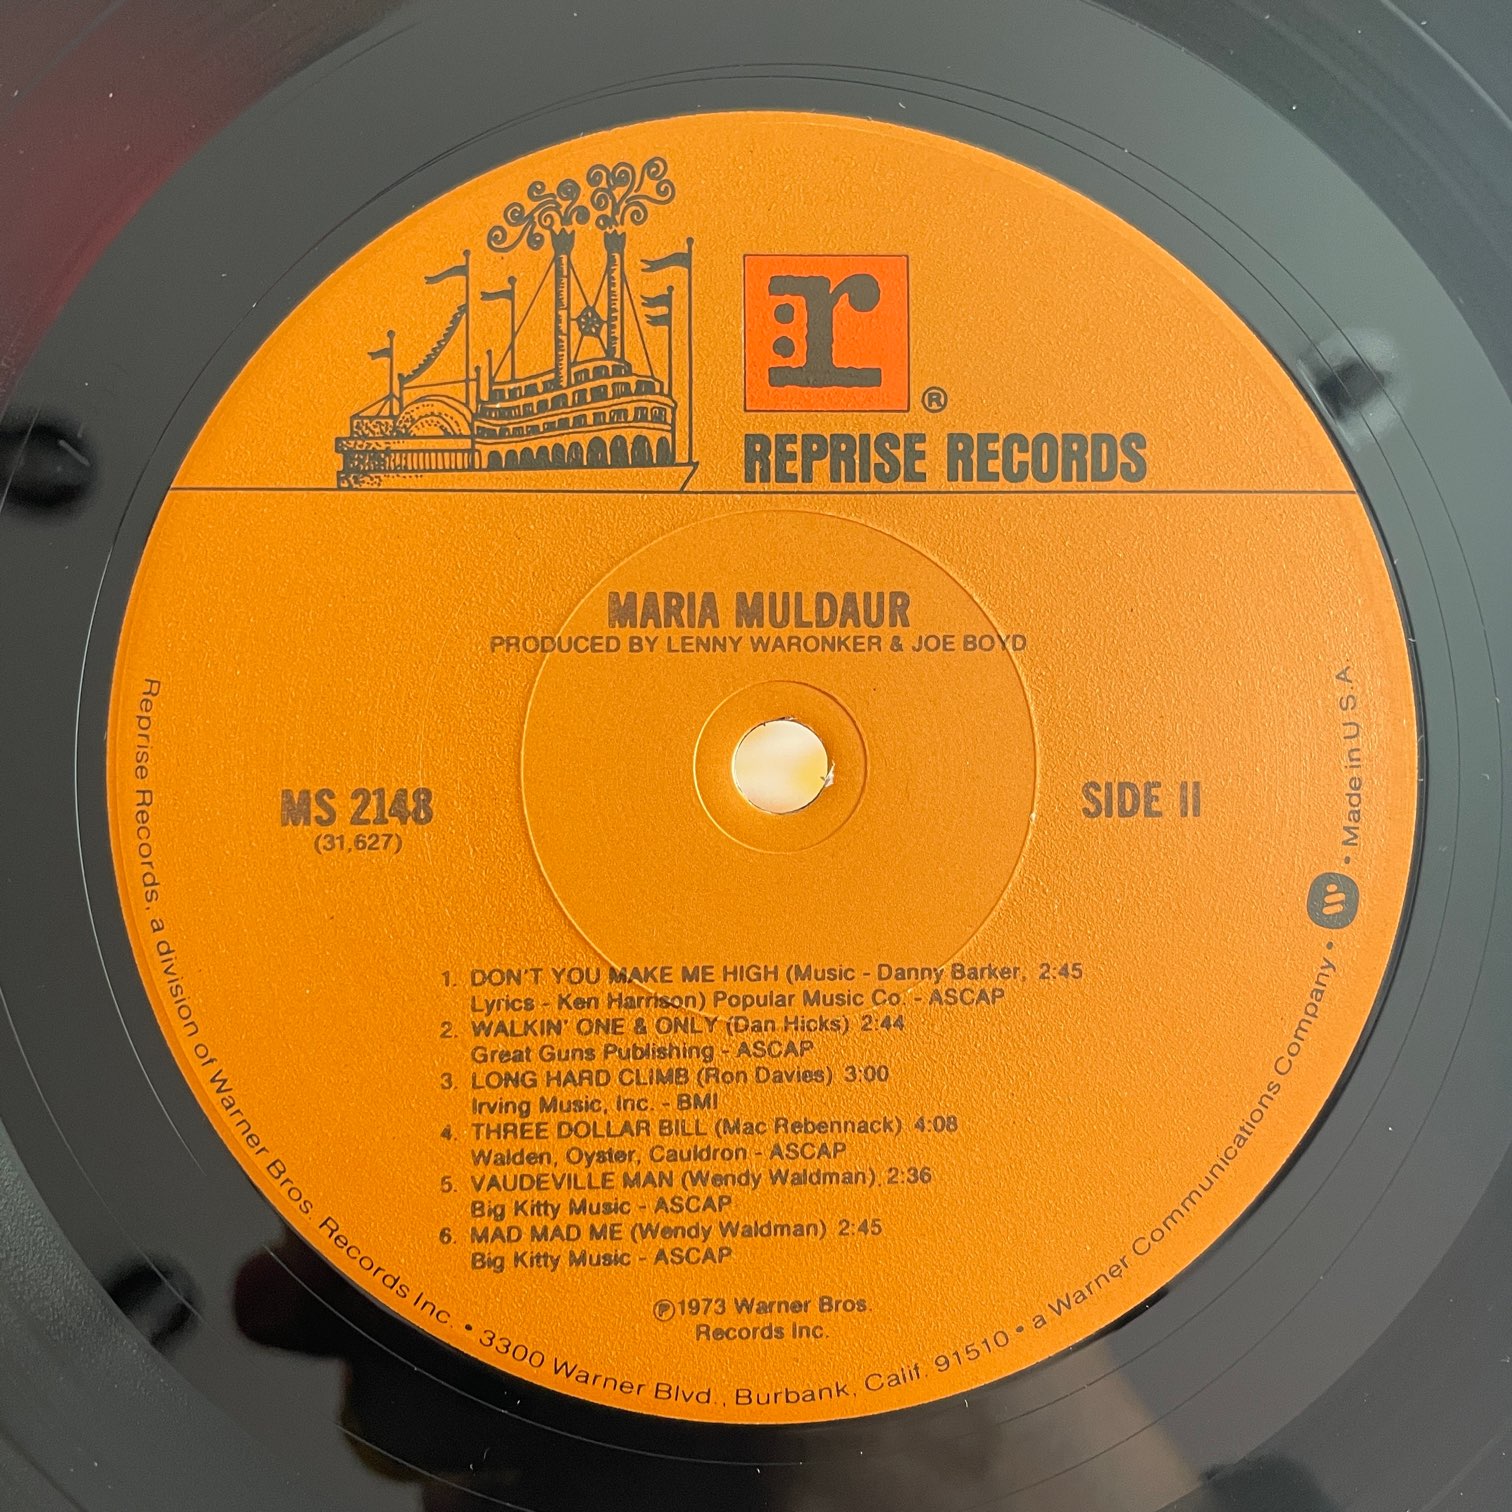 :r
®
REPRISE RECORDS
MARIA MULDAUR
PRODUCED BY LENNY WARONKER & JOE BOYD
MS 2148
(31,627)
SIDE II
1. DON'T YOU MAKE ME HIGH (Music - Danny Barker, 2:45
Lyrics - Ken Harrison) Popular Music Co. - ASCAP
2. WALKIN' ONE & ONLY (Dan Hicks) 2:44
Great Guns Publishing - ASCAP
3. LONG HARD CLIMB (Ron Davies) 3:00
Irving Music, Inc. - BMI
4. THREE DOLLAR BILL (Mac Rebennack) 4:08
Walden, Oyster, Cauldron - ASCAP
5. VAUDEVILLE MAN (Wendy Waldman) 2:36
Big Kitty Music - ASCAP
6. MAD MAD ME (Wendy Waldman) 2:45
Big Kitty Music - ASCAP
℗1973 Warner Bros.
Records Inc.
Reprise Records, a division of Warner Bros. Records Inc. • 3300 Warner Blvd., Burbank, Calif. 91510 • a Warner Communications Company • W • Made in U.S.A.